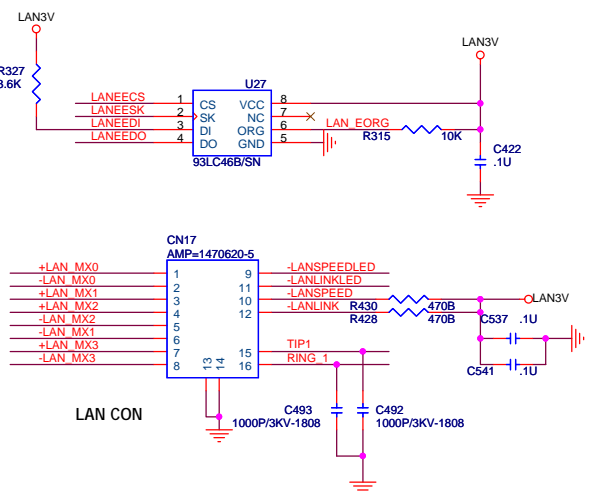 LAN3V
R327
3.6K
U27
LANEECS 1 CS VCC 8
LANEESK 2 SK NC 7
LANEEDI 3 DI ORG 6 LAN_EORG
LANEEDO 4 DO GND 5
93LC46B/SN
R315 10K
LAN3V
C422
.1U
CN17
AMP=1470620-5
+LAN_MX0 1 9 -LANSPEEDLED
-LAN_MX0 2 11 -LANLINKLED
+LAN_MX1 3 10 -LANSPEED
+LAN_MX2 4 12 -LANLINK
-LAN_MX2 5
-LAN_MX1 6
+LAN_MX3 7 15 TIP1
-LAN_MX3 8 16 RING_1
13 14
R430 470B
R428 470B
LAN3V
C537 .1U
C541 .1U
LAN CON
C493
1000P/3KV-1808
C492
1000P/3KV-1808